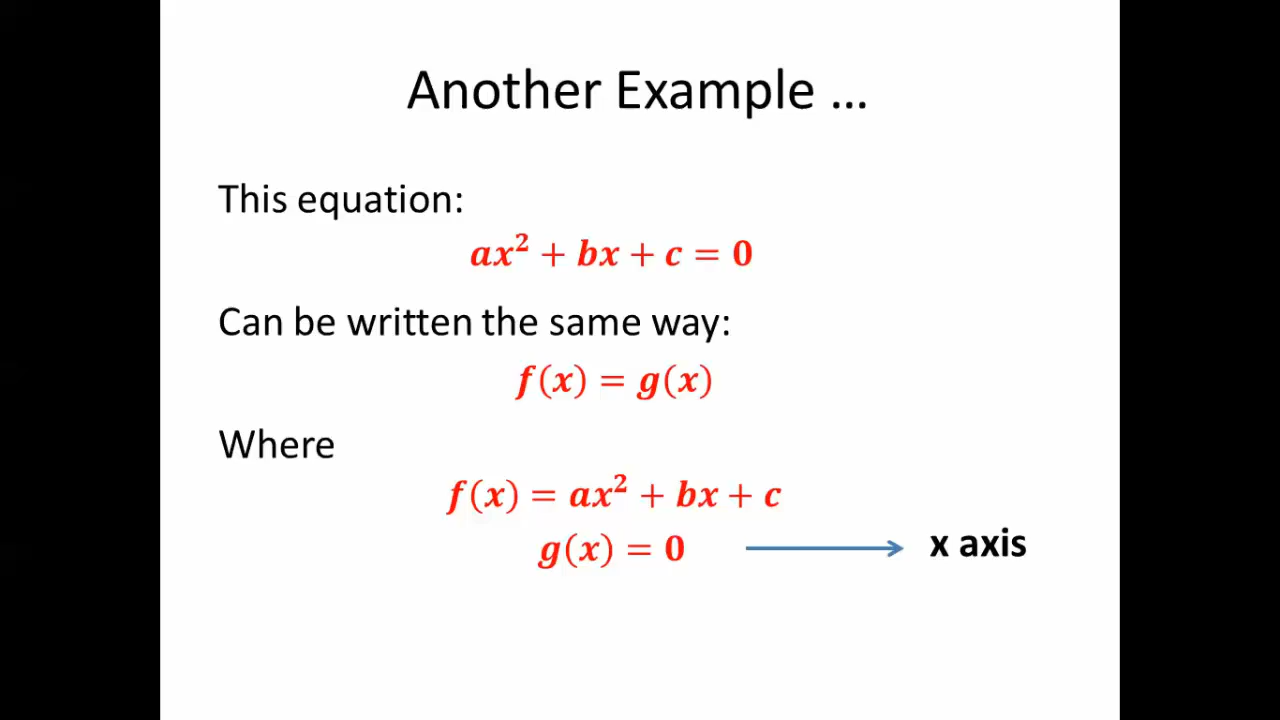 Another Example ...
This equation:
ax² + bx + c = 0
Can be written the same way:
f(x) = g(x)
Where
f(x) = ax² + bx + c
g(x) = 0 → x axis